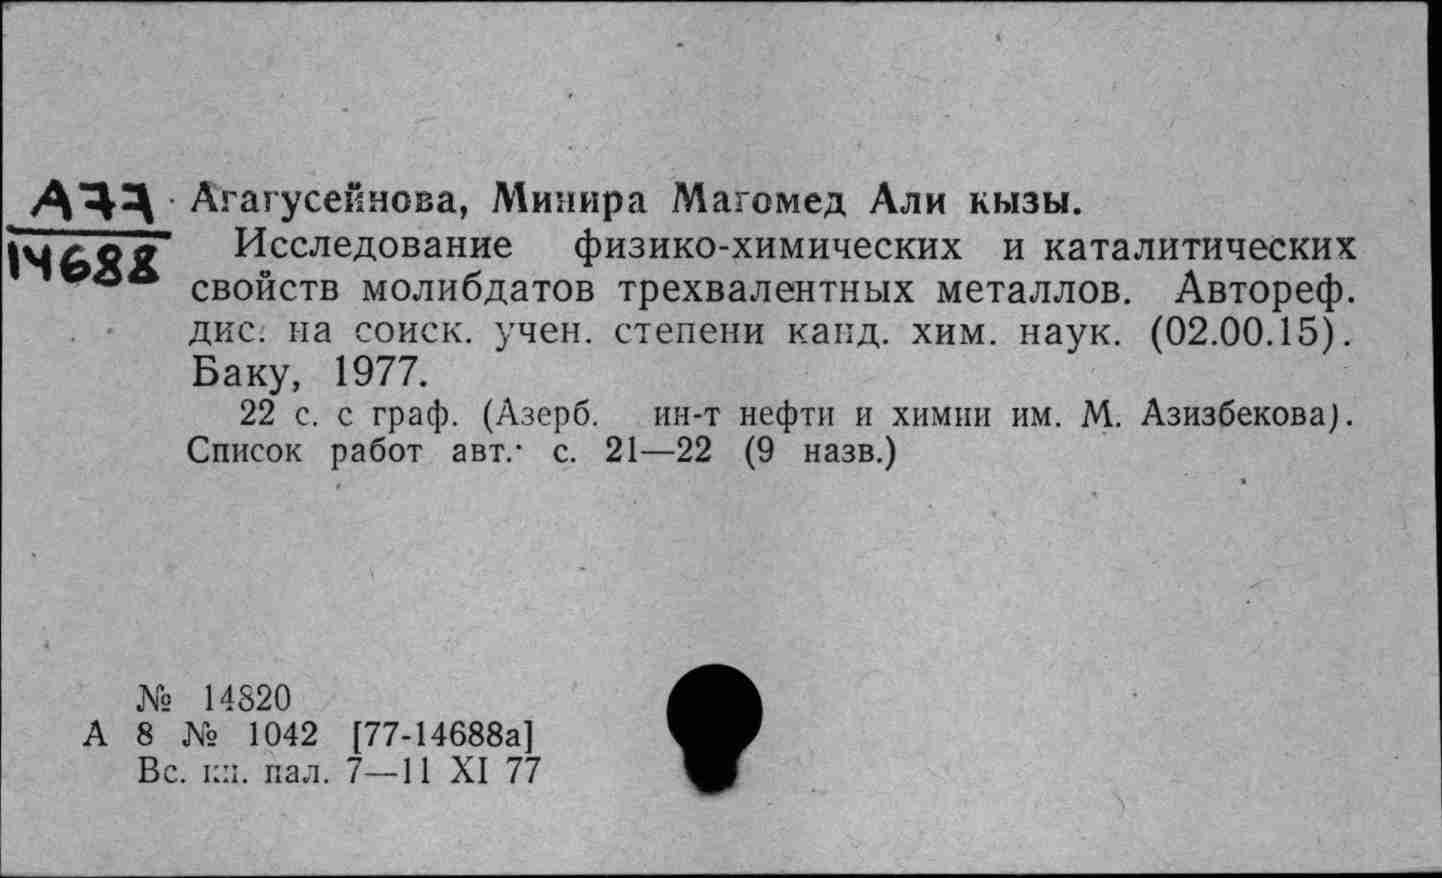 А77 Агагусейнова, Минира Магомед Али кызы.
14688 Исследование физико-химических и каталитических
свойств молибдатов трехвалентных металлов. Автореф.
дис. на соиск. учен. степени канд. хим. наук. (02.00.15).
Баку, 1977.
22 с. с граф. (Азерб. ин-т нефти и химии им. М. Азизбекова).
Список работ авт.: с. 21—22 (9 назв.)
№ 14820
А 8 № 1042 [77-14688а]
Вс. кн. пал. 7—11 XI 77